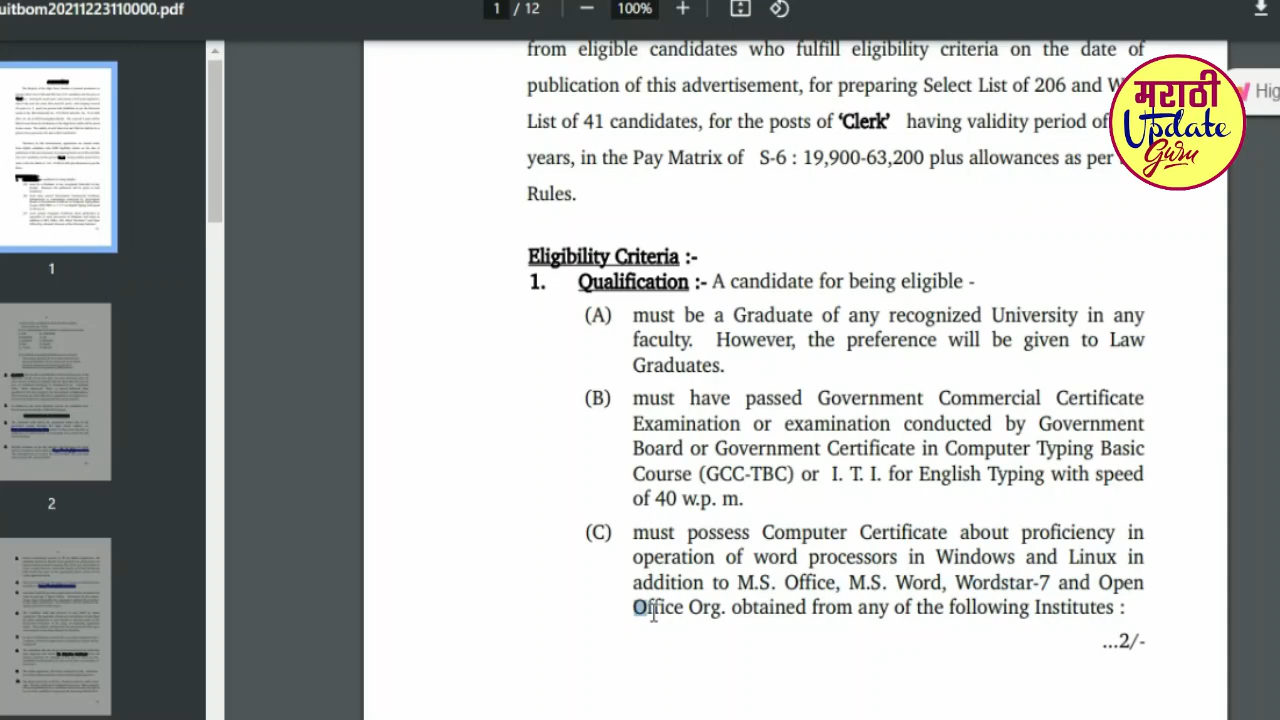 uitbom20211223110000.pdf
1 / 12
100%
from eligible candidates who fulfill eligibility criteria on the date of
publication of this advertisement, for preparing Select List of 206 and W
List of 41 candidates, for the posts of 'Clerk' having validity period of
years, in the Pay Matrix of S-6 : 19,900-63,200 plus allowances as per
Rules.
मराठी
Update
Guru
Hig
Eligibility Criteria :-
1. Qualification :- A candidate for being eligible -
(A) must be a Graduate of any recognized University in any
faculty. However, the preference will be given to Law
Graduates.
(B) must have passed Government Commercial Certificate
Examination or examination conducted by Government
Board or Government Certificate in Computer Typing Basic
Course (GCC-TBC) or I. T. I. for English Typing with speed
of 40 w.p. m.
(C) must possess Computer Certificate about proficiency in
operation of word processors in Windows and Linux in
addition to M.S. Office, M.S. Word, Wordstar-7 and Open
Office Org. obtained from any of the following Institutes :
...2/-
1
2